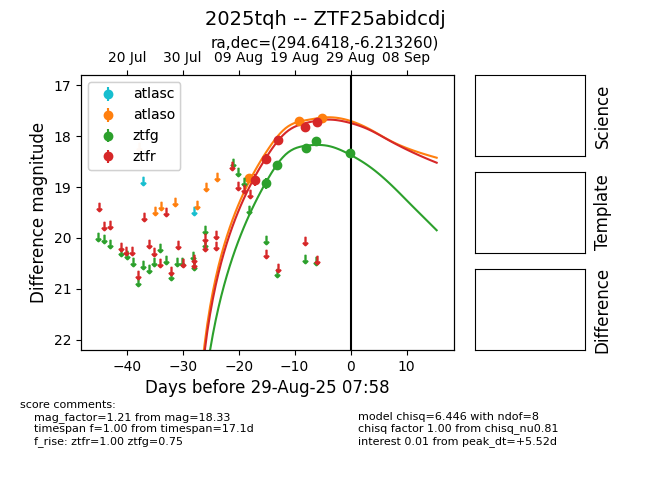 2025tqh -- ZTF25abidcdj
ra,dec=(294.6418,-6.213260)
20 Jul 30 Jul 09 Aug 19 Aug 29 Aug 08 Sep
17
18
19
20
21
22
Difference magnitude
atlasc
atlaso
ztfg
ztfr
−40 −30 −20 −10 0 10
Days before 29-Aug-25 07:58
Science
Template
Difference
score comments:
mag_factor=1.21 from mag=18.33
timespan f=1.00 from timespan=17.1d
f_rise: ztfr=1.00 ztfg=0.75
model chisq=6.446 with ndof=8
chisq factor 1.00 from chisq_nu0.81
interest 0.01 from peak_dt=+5.52d